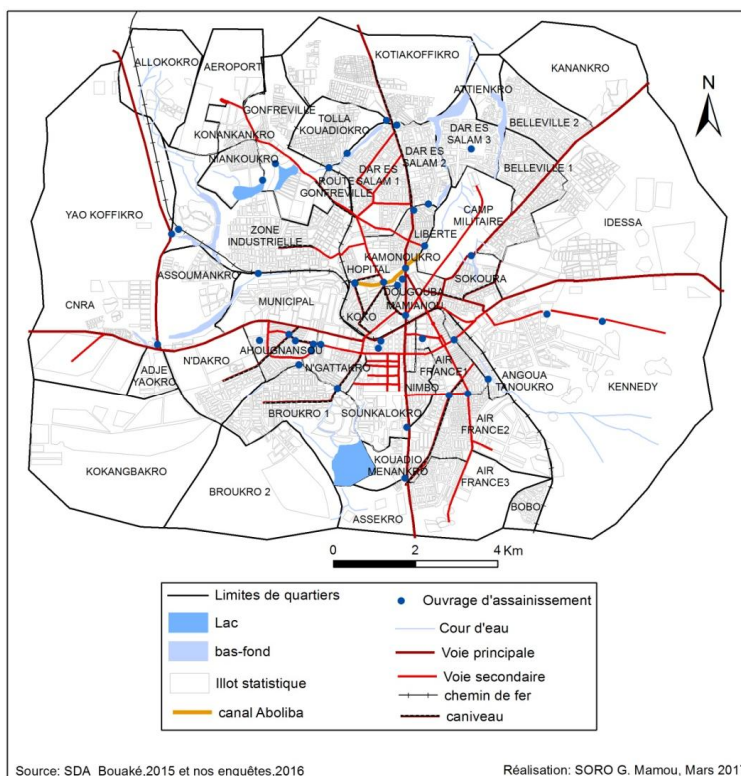 KOTIAKOFFIKRO
ALLOKOKRO
AEROPORT
KANANKRO
N
ATTIENKRO
GONFREVILLE
TOLLA
KOUADIOKRO
BELLEVILLE 2
KONANKANKRO
DAR ES
SALAM 3
DAR ES
SALAM 2
NIANKOUKRO
BELLEVILLE 1
ROUTE
GONFREVILLE
DAR ES
SALAM 1
YAO KOFFIKRO
CAMP
MILITAIRE
IDESSA
ZONE
INDUSTRIELLE
LIBERTE
KAMONOUKRO
ASSOUMANKRO
HOPITAL
SOKOURA
DOUGOUBA
MAMIANOU
CNRA
MUNICIPAL
KOKO
ADJE
YAOKRO
N'DAKRO
AHOUGNANSOU
N'GATTAKRO
AIR
FRANCE1
ANGOUA
TANOUKRO
KENNEDY
NIMBO
BROUKRO 1
SOUNKALOKRO
AIR
FRANCE2
KOKANGBAKRO
BROUKRO 2
KOUADIO
MENANKRO
AIR
FRANCE3
BOBO
ASSEKRO
0 2 4 Km
Limites de quartiers
Lac
bas-fond
Illot statistique
canal Aboliba
Ouvrage d'assainissement
Cour d'eau
Voie principale
Voie secondaire
chemin de fer
caniveau
Source: SDA Bouaké,2015 et nos enquêtes,2016
Réalisation: SORO G. Mamou, Mars 2017